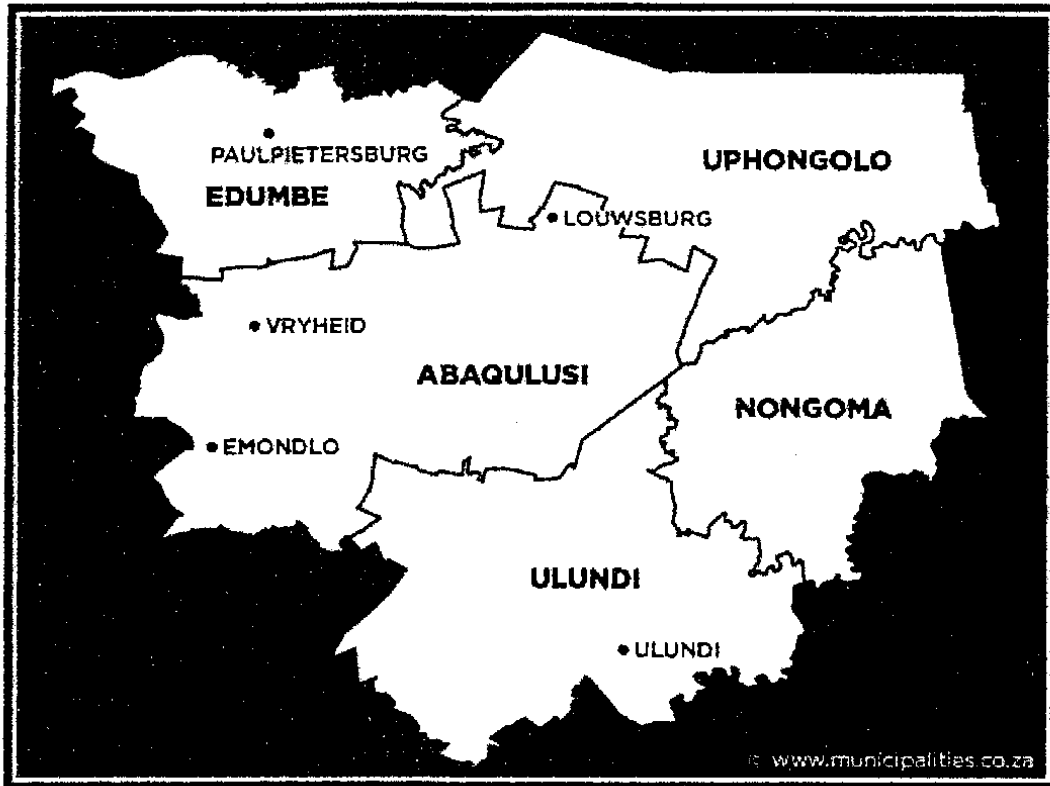 PAULPIETERSBURG
EDUMBE
UPHONGOLO
LOUWSBURG
VRYHEID
ABAQULUSI
NONGOMA
EMONDLO
ULUNDI
ULUNDI
© www.municipalities.co.za